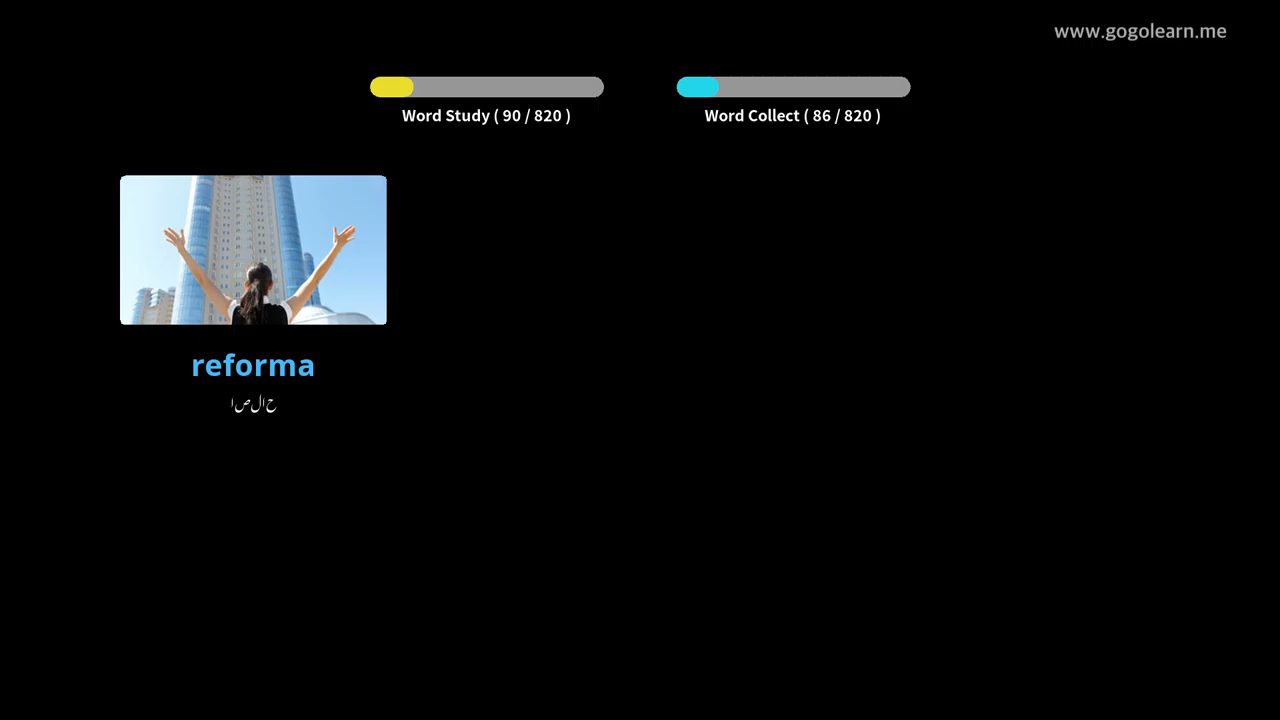 www.gogolearn.me
Word Study ( 90 / 820 )
Word Collect ( 86 / 820 )
reforma
اصلاح